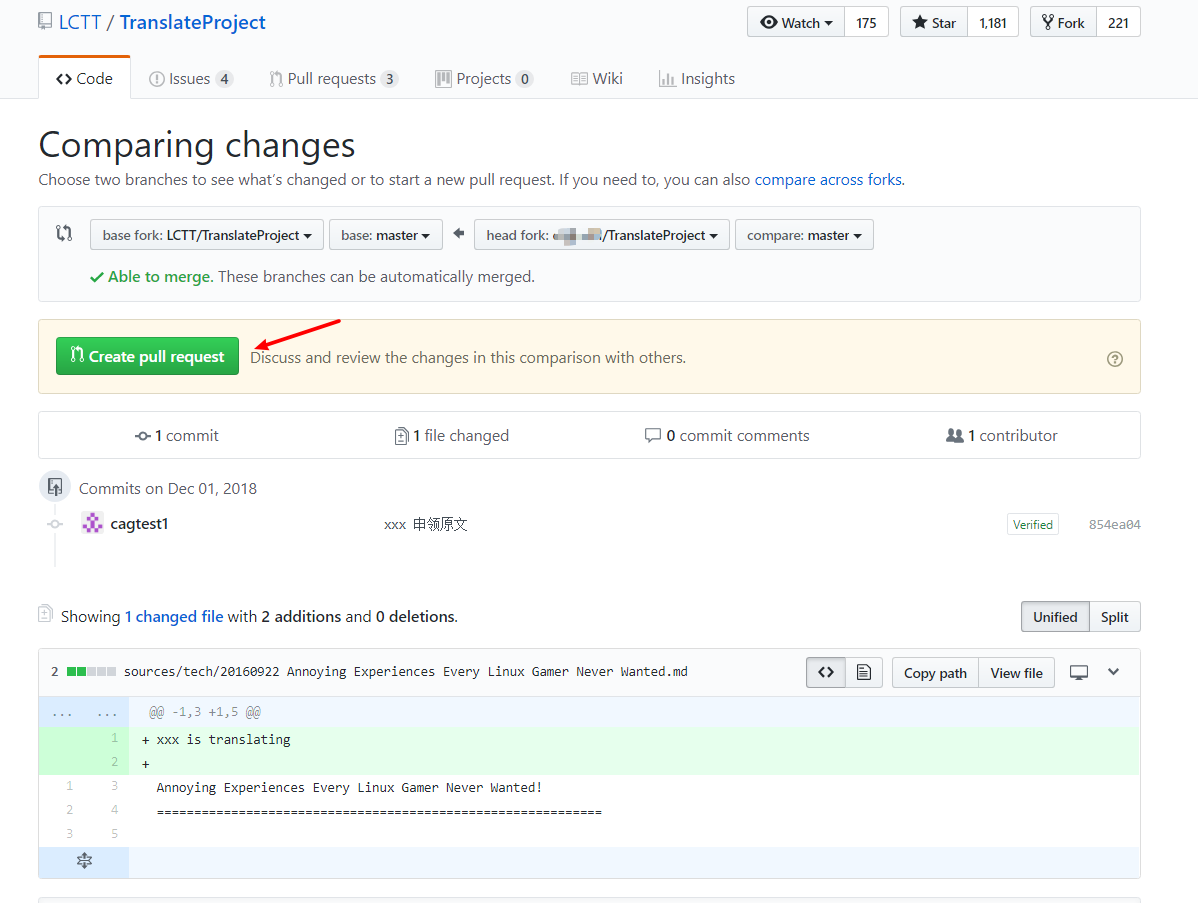 LCTT / TranslateProject
Watch 175 Star 1,181 Fork 221
Code Issues 4 Pull requests 3 Projects 0 Wiki Insights
Comparing changes
Choose two branches to see what's changed or to start a new pull request. If you need to, you can also compare across forks.
base fork: LCTT/TranslateProject base: master head fork: /TranslateProject compare: master
Able to merge. These branches can be automatically merged.
Create pull request Discuss and review the changes in this comparison with others.
1 commit 1 file changed 0 commit comments 1 contributor
Commits on Dec 01, 2018
cagtest1 xxx 申领原文 Verified 854ea04
Showing 1 changed file with 2 additions and 0 deletions.
Unified Split
2 sources/tech/20160922 Annoying Experiences Every Linux Gamer Never Wanted.md Copy path View file
... ... @@ -1,3 +1,5 @@
1 + xxx is translating
2 +
1 3 Annoying Experiences Every Linux Gamer Never Wanted!
2 4 ============================================================
3 5